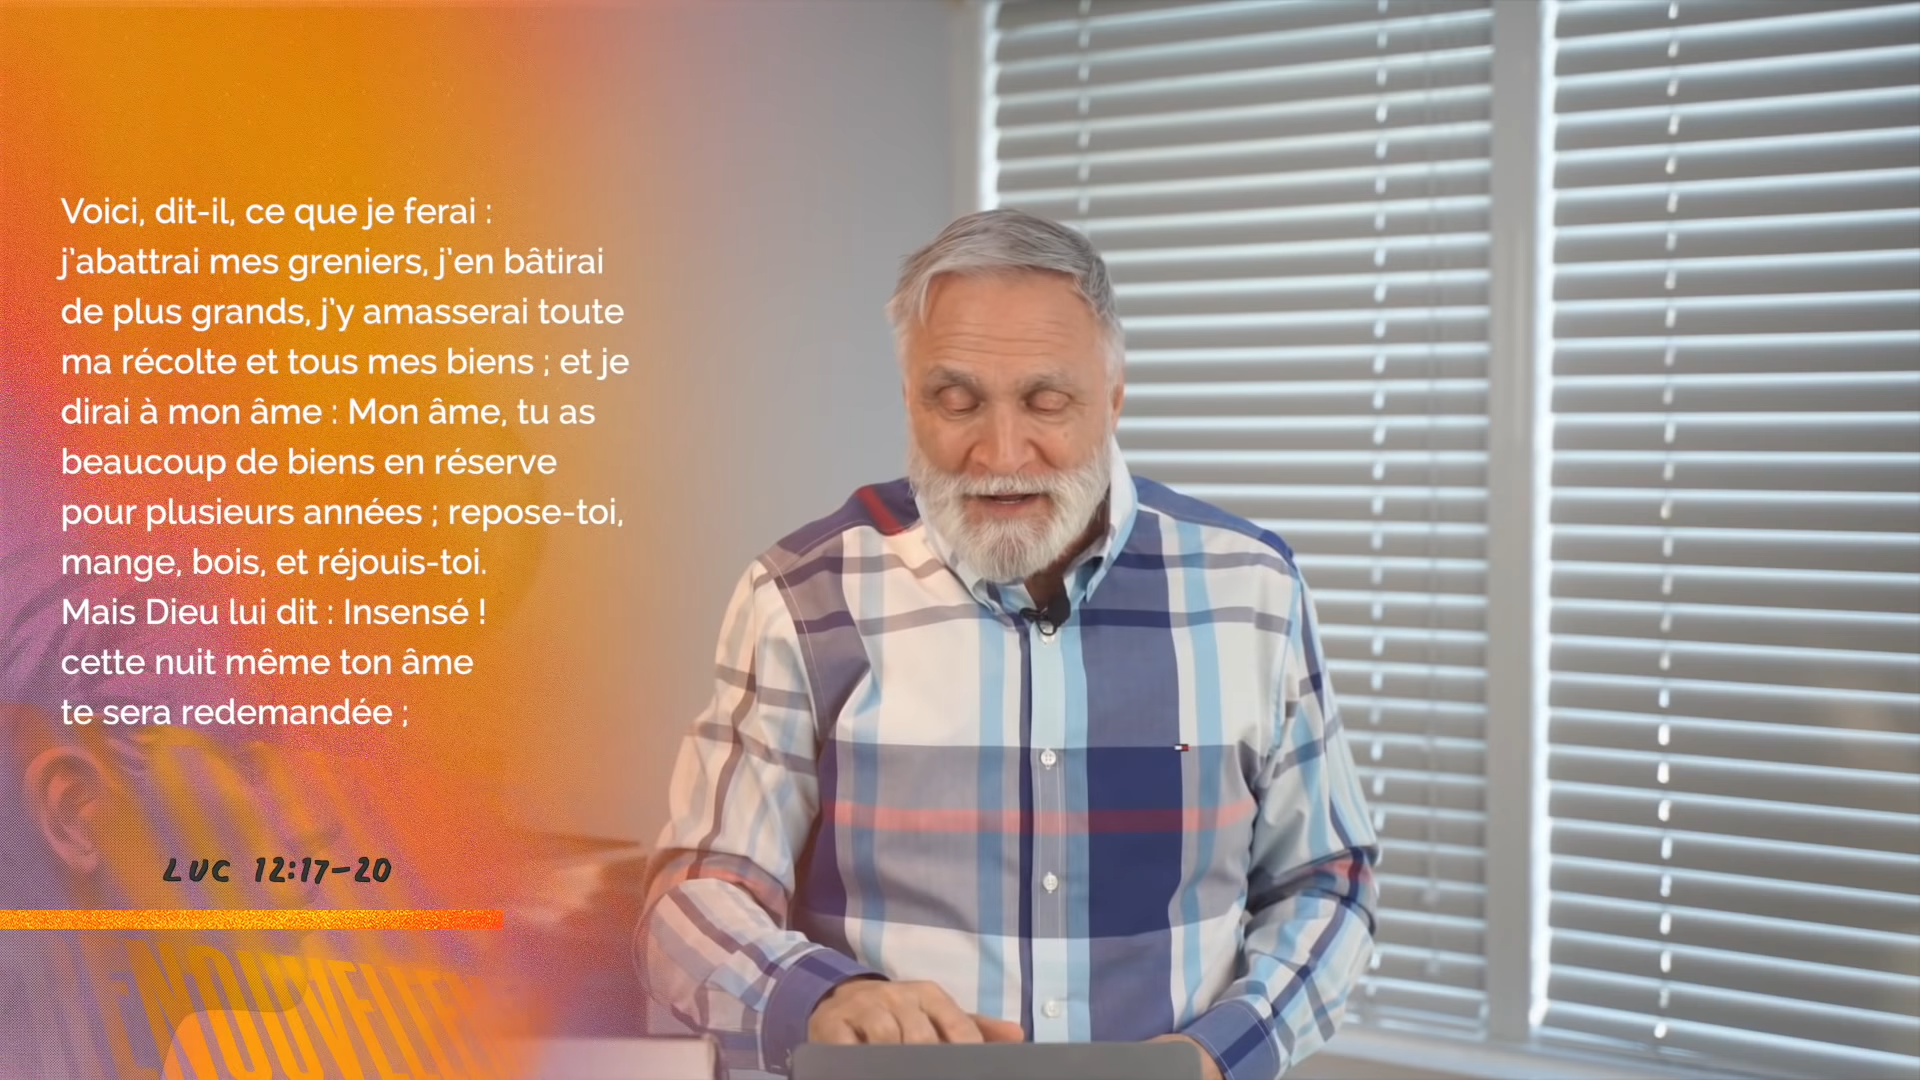 Voici, dit-il, ce que je ferai :
j'abattrai mes greniers, j'en bâtirai
de plus grands, j'y amasserai toute
ma récolte et tous mes biens ; et je
dirai à mon âme : Mon âme, tu as
beaucoup de biens en réserve
pour plusieurs années ; repose-toi,
mange, bois, et réjouis-toi.
Mais Dieu lui dit : Insensé !
cette nuit même ton âme
te sera redemandée ;
LUC 12:17-20